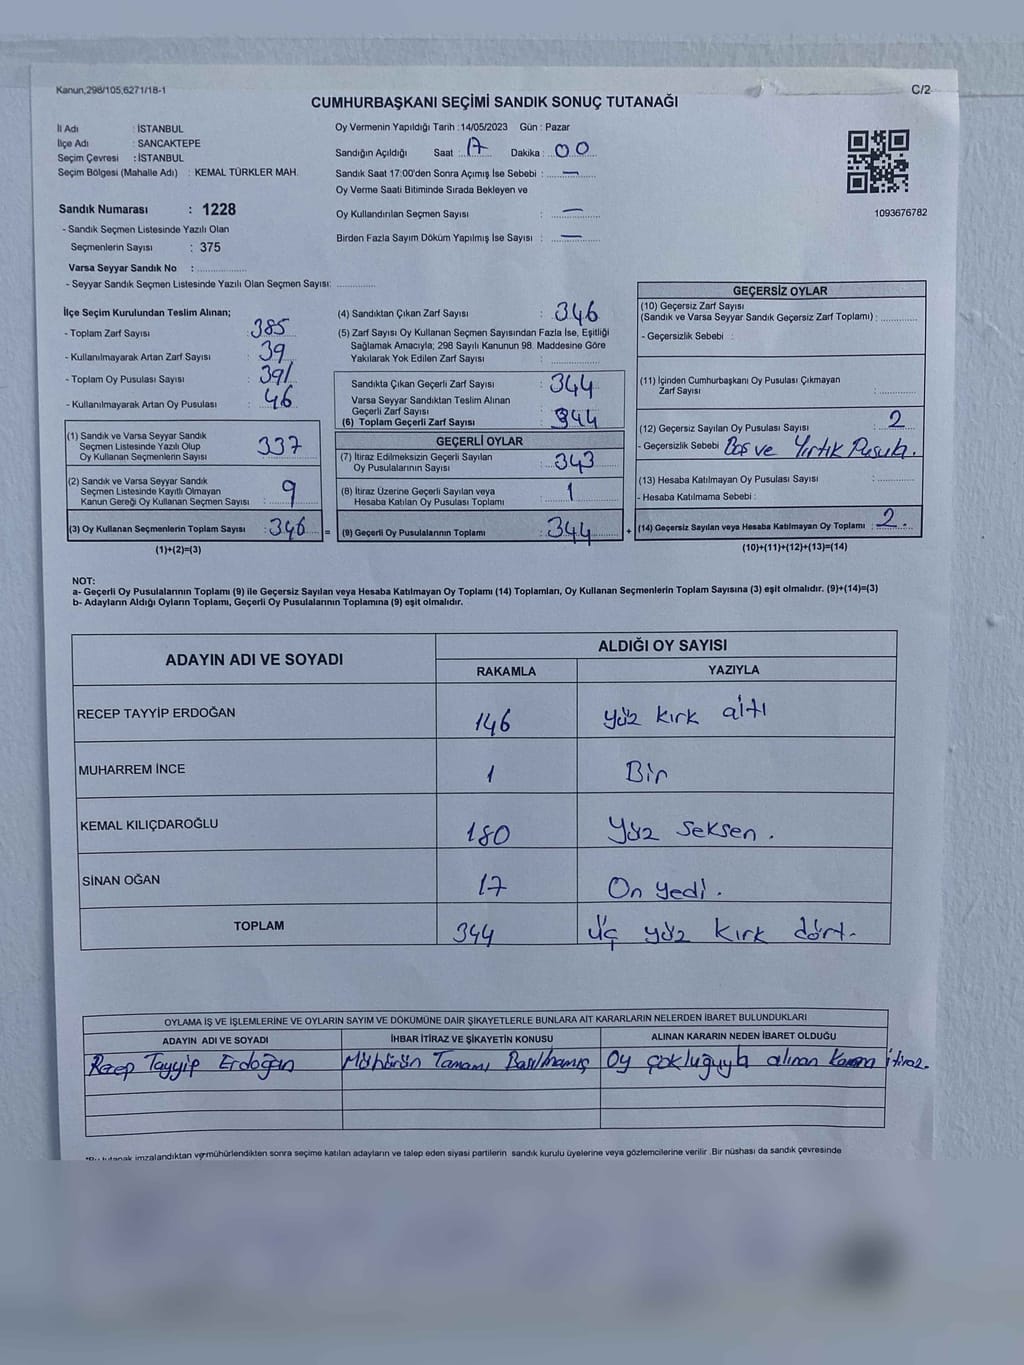 Kanun;298/105;6271/18-1
C/2
CUMHURBAŞKANI SEÇİMİ SANDIK SONUÇ TUTANAĞI
İl Adı : İSTANBUL
İlçe Adı : SANCAKTEPE
Seçim Çevresi : İSTANBUL
Seçim Bölgesi (Mahalle Adı) : KEMAL TÜRKLER MAH.
Sandık Numarası : 1228
- Sandık Seçmen Listesinde Yazılı Olan
Seçmenlerin Sayısı : 375
Varsa Seyyar Sandık No : ..................
- Seyyar Sandık Seçmen Listesinde Yazılı Olan Seçmen Sayısı: .............
Oy Vermenin Yapıldığı Tarih :14/05/2023 Gün : Pazar
Sandığın Açıldığı Saat : 17 Dakika : 00
Sandık Saat 17:00'den Sonra Açımış İse Sebebi : —
Oy Verme Saati Bitiminde Sırada Bekleyen ve
Oy Kullandırılan Seçmen Sayısı : —
Birden Fazla Sayım Döküm Yapılmış İse Sayısı : —
1093676782
İlçe Seçim Kurulundan Teslim Alınan;
- Toplam Zarf Sayısı : 385
- Kullanılmayarak Artan Zarf Sayısı : 39
- Toplam Oy Pusulası Sayısı : 391
- Kullanılmayarak Artan Oy Pusulası : 46
(1) Sandık ve Varsa Seyyar Sandık
Seçmen Listesinde Yazılı Olup
Oy Kullanan Seçmenlerin Sayısı : 337
(2) Sandık ve Varsa Seyyar Sandık
Seçmen Listesinde Kayıtlı Olmayan
Kanun Gereği Oy Kullanan Seçmen Sayısı : 9
(3) Oy Kullanan Seçmenlerin Toplam Sayısı : 346 =
(1)+(2)=(3)
(4) Sandıktan Çıkan Zarf Sayısı : 346
(5) Zarf Sayısı Oy Kullanan Seçmen Sayısından Fazla İse, Eşitliği
Sağlamak Amacıyla; 298 Sayılı Kanunun 98. Maddesine Göre
Yakılarak Yok Edilen Zarf Sayısı : .............
Sandıkta Çıkan Geçerli Zarf Sayısı : 344
Varsa Seyyar Sandıktan Teslim Alınan
Geçerli Zarf Sayısı :
(6) Toplam Geçerli Zarf Sayısı : 344
GEÇERLİ OYLAR
(7) İtiraz Edilmeksizin Geçerli Sayılan
Oy Pusulalarının Sayısı : 343
(8) İtiraz Üzerine Geçerli Sayılan veya
Hesaba Katılan Oy Pusulası Toplamı : 1
(9) Geçerli Oy Pusulalarının Toplamı : 344 +
GEÇERSİZ OYLAR
(10) Geçersiz Zarf Sayısı
(Sandık ve Varsa Seyyar Sandık Geçersiz Zarf Toplamı) : .............
- Geçersizlik Sebebi :
(11) İçinden Cumhurbaşkanı Oy Pusulası Çıkmayan
Zarf Sayısı : .............
(12) Geçersiz Sayılan Oy Pusulası Sayısı : 2
- Geçersizlik Sebebi Boş ve Yırtık Pusula.
(13) Hesaba Katılmayan Oy Pusulası Sayısı : .............
- Hesaba Katılmama Sebebi :
(14) Geçersiz Sayılan veya Hesaba Katılmayan Oy Toplamı : 2.
(10)+(11)+(12)+(13)=(14)
NOT:
a- Geçerli Oy Pusulalarının Toplamı (9) ile Geçersiz Sayılan veya Hesaba Katılmayan Oy Toplamı (14) Toplamları, Oy Kullanan Seçmenlerin Toplam Sayısına (3) eşit olmalıdır. (9)+(14)=(3)
b- Adayların Aldığı Oyların Toplamı, Geçerli Oy Pusulalarının Toplamına (9) eşit olmalıdır.
ADAYIN ADI VE SOYADI
ALDIĞI OY SAYISI
RAKAMLA YAZIYLA
RECEP TAYYİP ERDOĞAN 146 Yüz kırk altı
MUHARREM İNCE 1 Bir
KEMAL KILIÇDAROĞLU 180 Yüz seksen.
SİNAN OĞAN 17 On yedi.
TOPLAM 344 Üç yüz kırk dört.
OYLAMA İŞ VE İŞLEMLERİNE VE OYLARIN SAYIM VE DÖKÜMÜNE DAİR ŞİKAYETLERLE BUNLARA AİT KARARLARIN NELERDEN İBARET BULUNDUKLARI
ADAYIN ADI VE SOYADI İHBAR İTİRAZ VE ŞİKAYETİN KONUSU ALINAN KARARIN NEDEN İBARET OLDUĞU
Recep Tayyip Erdoğan Mühürün Tamamı Basılmamış Oy çokluğuyla alınan karara itiraz.
*Bu tutanak imzalandıktan ve mühürlendikten sonra seçime katılan adayların ve talep eden siyasi partilerin sandık kurulu üyelerine veya gözlemcilerine verilir .Bir nüshası da sandık çevresinde